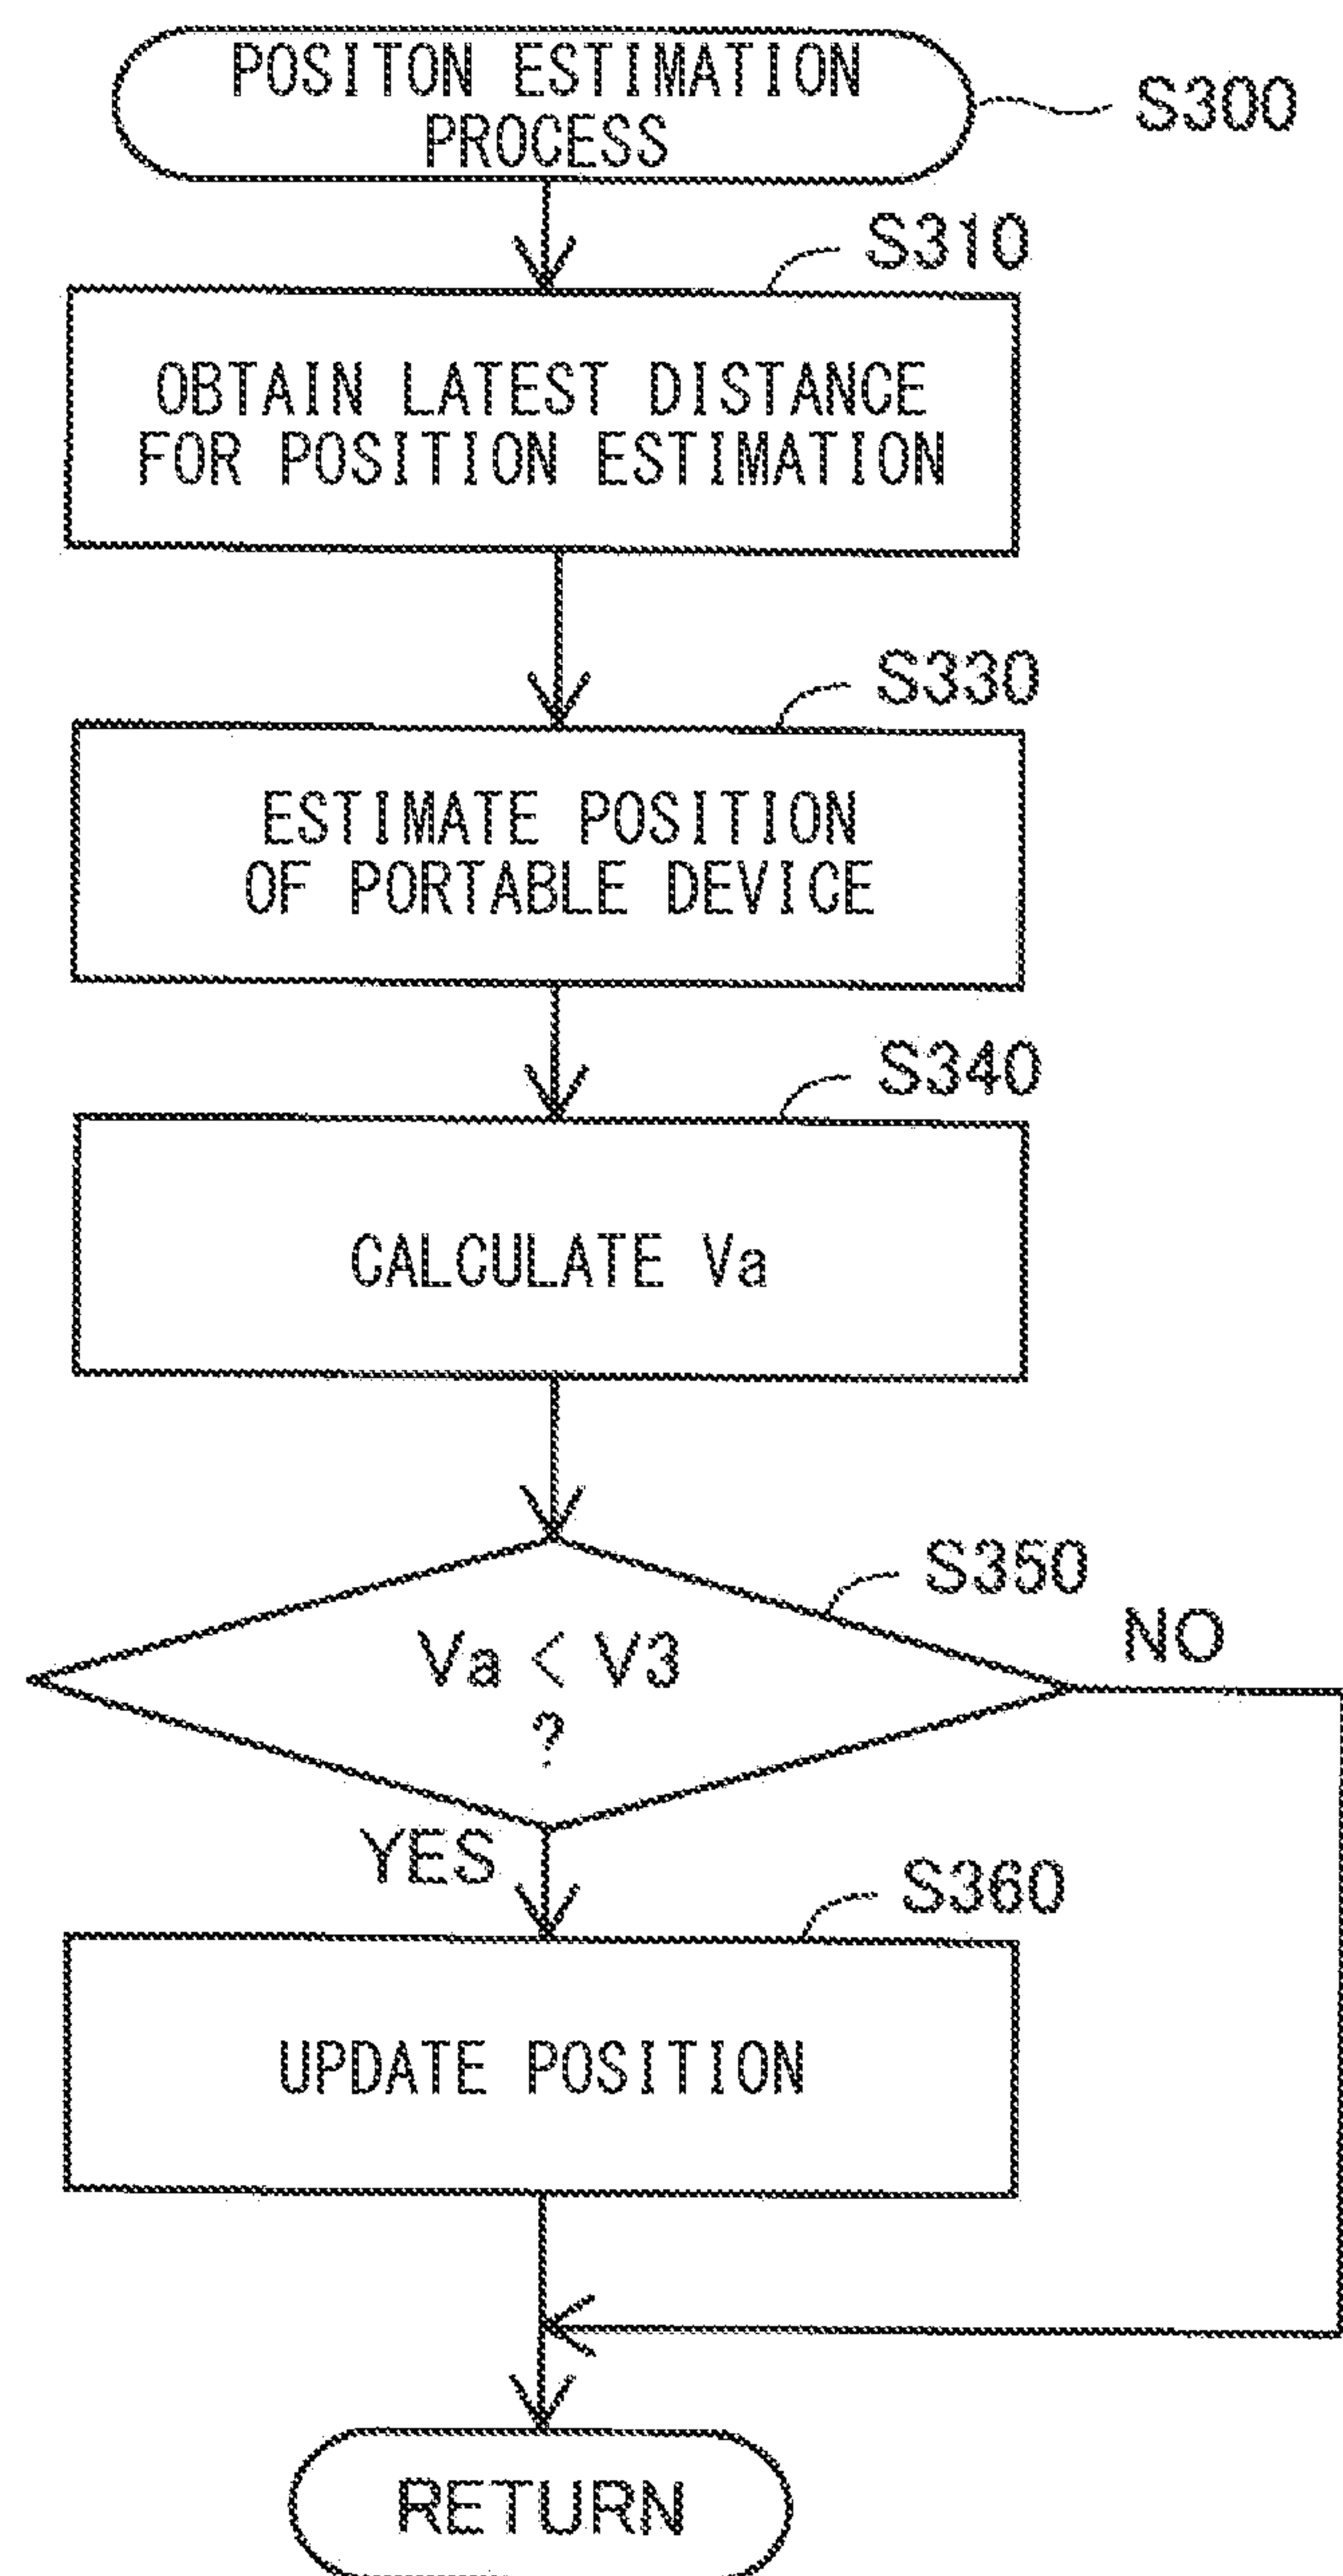 POSITON ESTIMATION
PROCESS
S300
S310
OBTAIN LATEST DISTANCE
FOR POSITION ESTIMATION
S330
ESTIMATE POSITION
OF PORTABLE DEVICE
S340
CALCULATE Va
S350
Va < V3
?
NO
YES
S360
UPDATE POSITION
RETURN